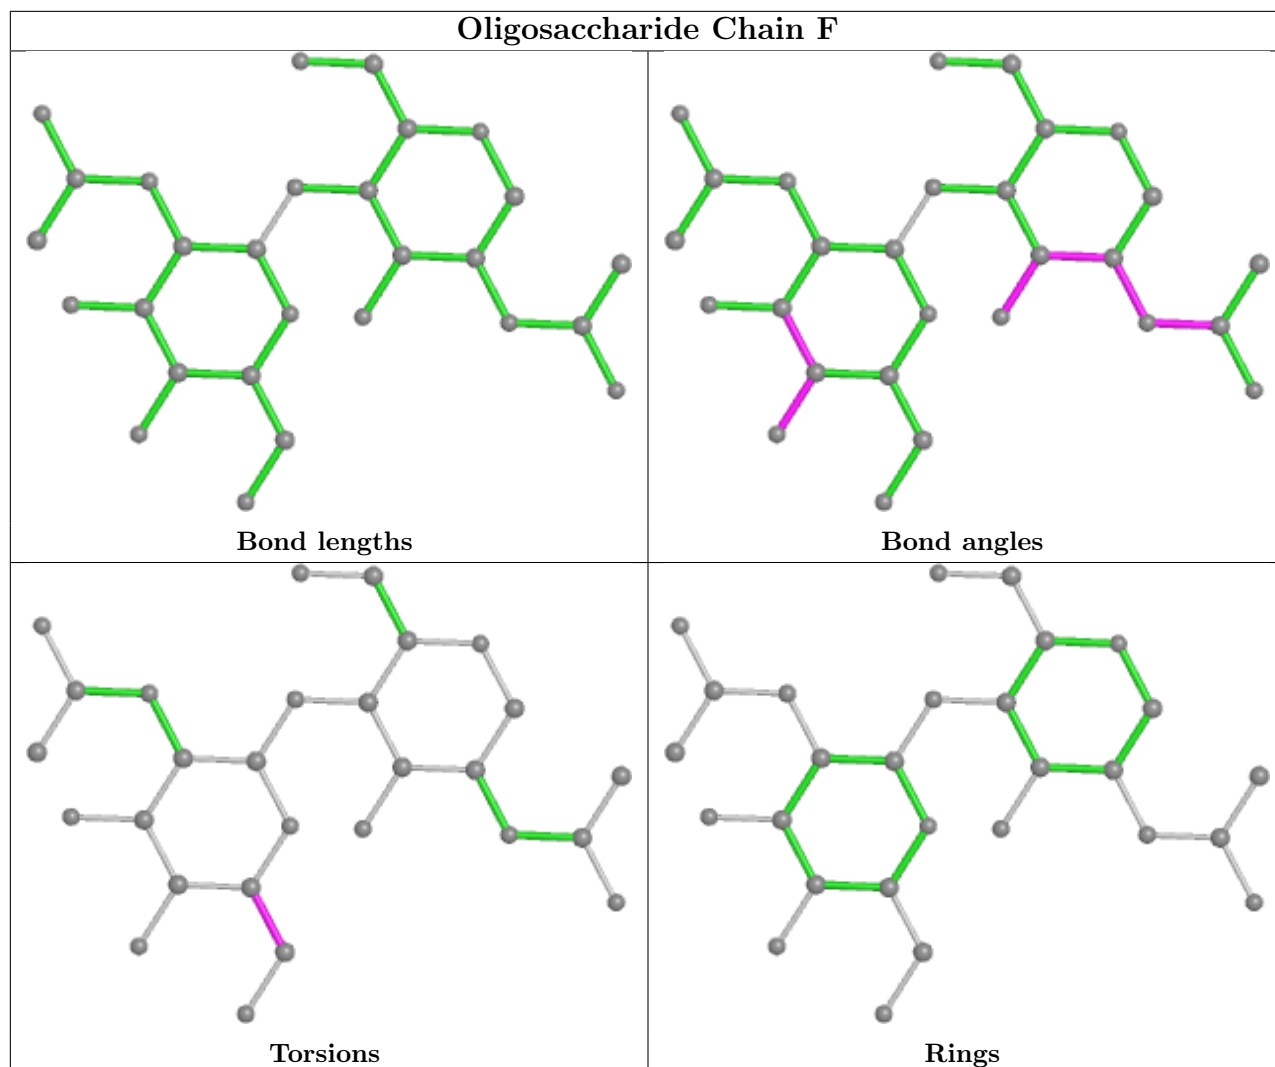 Oligosaccharide Chain F
Bond lengths
Bond angles
Torsions
Rings